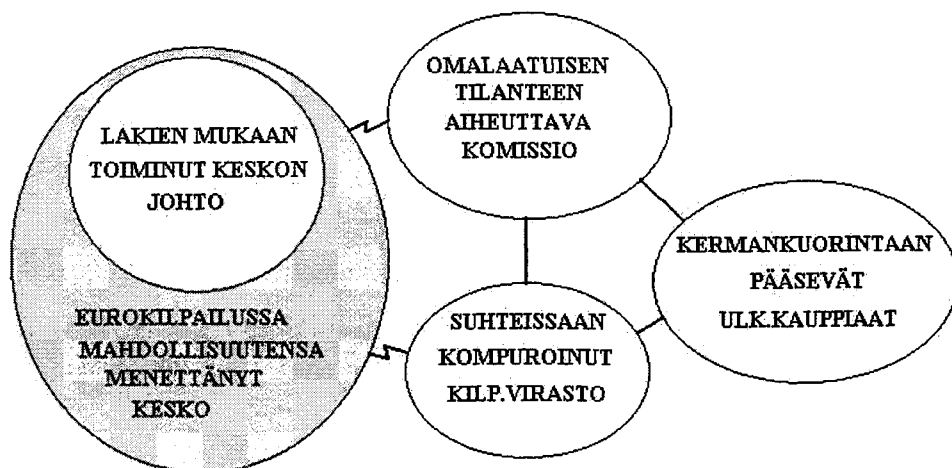 LAKIEN MUKAAN
TOIMINUT KESKON
JOHTO
EUROKILPAILUSSA
MAHDOLLISUUTENSA
MENETTÄNYT
KESKO
OMALAATUISEN
TILANTEEN
AIHEUTTAVA
KOMISSIO
SUHTEISSAAN
KOMPUROINUT
KILP.VIRASTO
KERMANKUORINTAAN
PÄÄSEVÄT
ULK.KAUPPIAAT